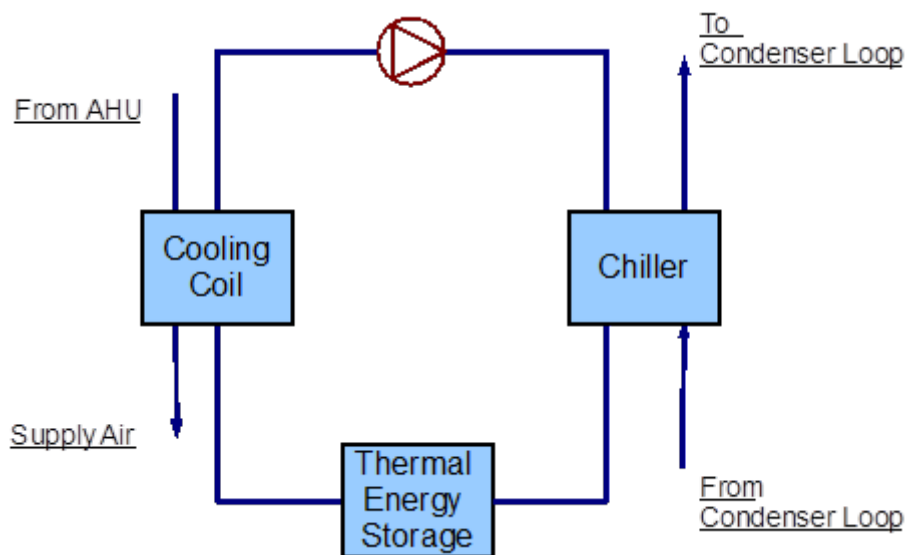 To
Condenser Loop
From AHU
Cooling
Coil
Chiller
Supply Air
Thermal
Energy
Storage
From
Condenser Loop